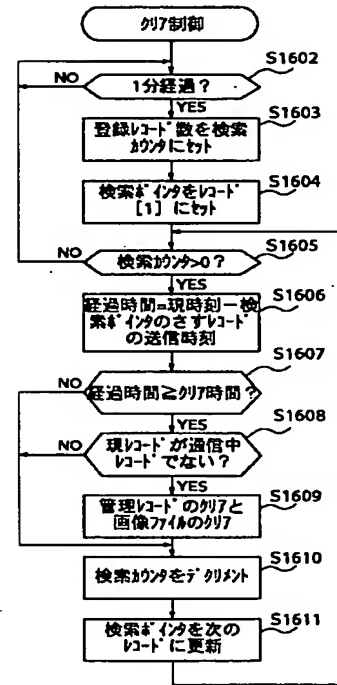 クリア制御
S1602
NO
1分経過?
YES
S1603
登録レコード数を検索
カウンタにセット
S1604
検索ポインタをレコード
[1]にセット
S1605
NO
検索カウンタ>0?
YES
S1606
経過時間=現時刻-検
索ポインタのさすレコード
の送信時刻
S1607
NO
経過時間≧クリア時間?
YES
S1608
NO
現レコードが通信中
レコードでない?
YES
S1609
管理レコードのクリアと
画像ファイルのクリア
S1610
検索カウンタをデクリメント
S1611
検索ポインタを次の
レコードに更新